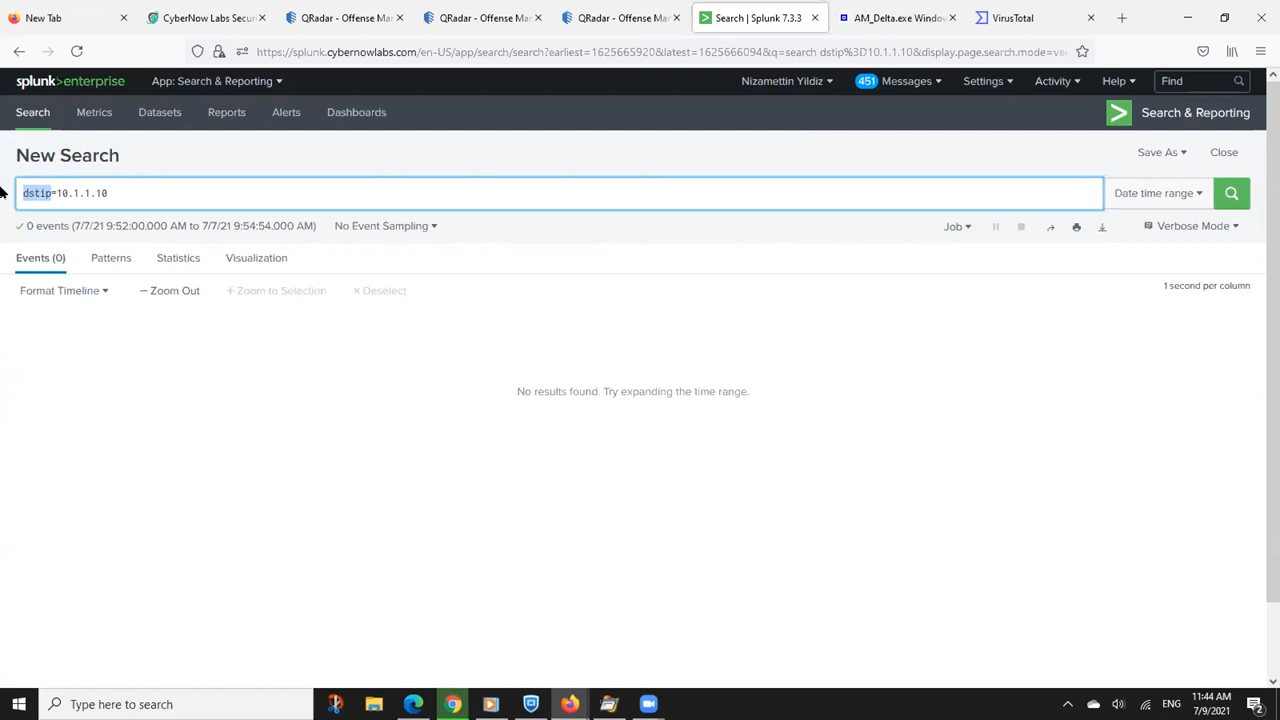 New Tab
CyberNow Labs Securi
QRadar - Offense Mar
QRadar - Offense Mar
QRadar - Offense Mar
Search | Splunk 7.3.3
AM_Delta.exe Window
VirusTotal
https://splunk.cybernowlabs.com/en-US/app/search/search?earliest=1625665920&latest=1625666094&q=search dstip%3D10.1.1.10&display.page.search.mode=ve
splunk>enterprise
App: Search & Reporting
Nizamettin Yildiz
451 Messages
Settings
Activity
Help
Find
Search
Metrics
Datasets
Reports
Alerts
Dashboards
Search & Reporting
New Search
Save As
Close
dstip=10.1.1.10
Date time range
0 events (7/7/21 9:52:00.000 AM to 7/7/21 9:54:54.000 AM)
No Event Sampling
Job
Verbose Mode
Events (0)
Patterns
Statistics
Visualization
Format Timeline
— Zoom Out
+ Zoom to Selection
× Deselect
1 second per column
No results found. Try expanding the time range.
Type here to search
ENG
11:44 AM
7/9/2021
2